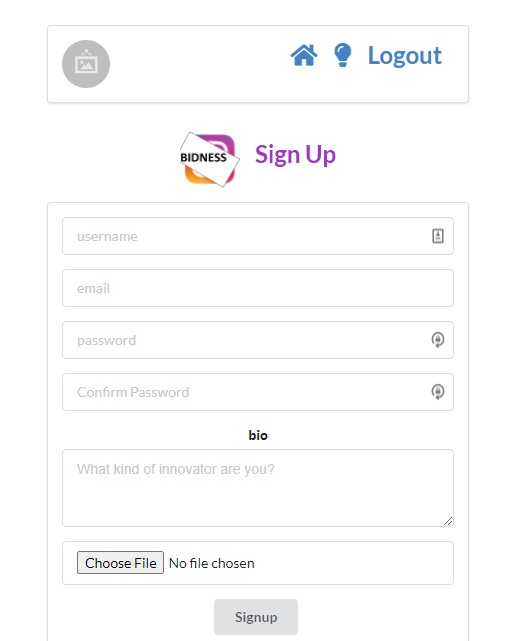 Logout
BIDNESS
Sign Up
username
email
password
Confirm Password
bio
What kind of innovator are you?
Choose File No file chosen
Signup